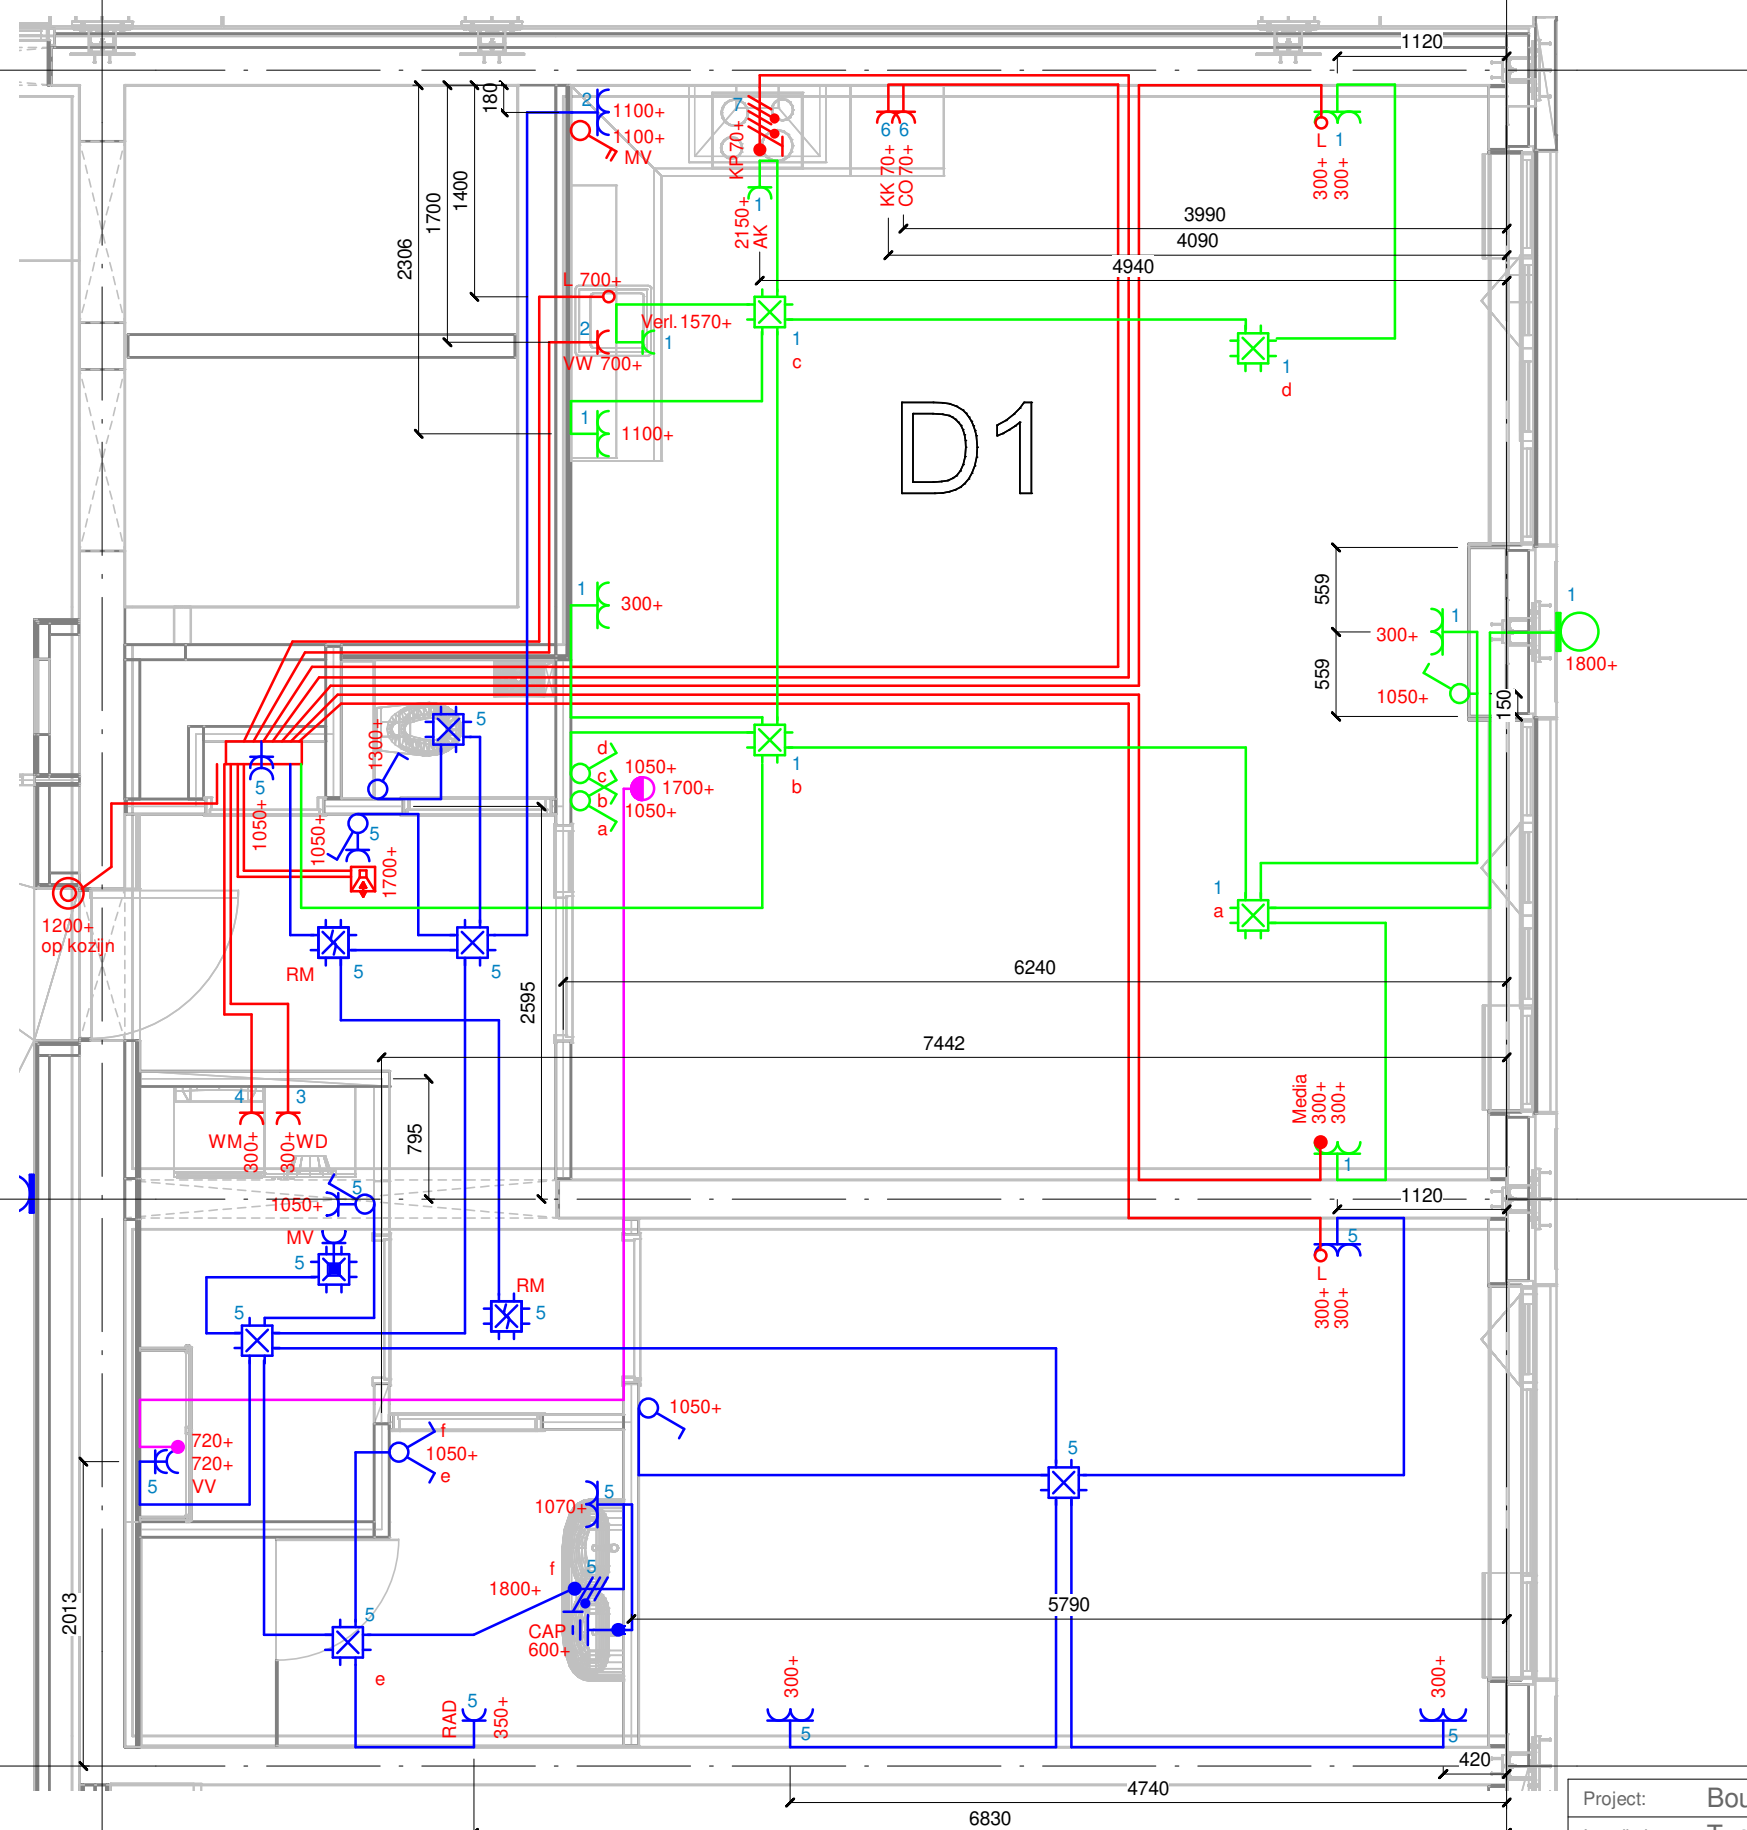 1120
180
2
1100+
1100+
MV
7
KP 70+
6 6
KK 70+
CO 70+
L
1
300+
300+
1400
1700
2306
2150+
AK
1
3990
4090
4940
L 700+
Verl. 1570+
2
1
VW 700+
1
c
1
d
1
1100+
D1
1
300+
559
559
1
300+
1050+
150
1
1800+
5
1300+
d
c
b
a
1050+
1700+
1050+
1
b
5
1050+
1050+
5
1700+
1200+
op kozijn
RM
5
5
1
a
2595
6240
7442
4
3
WM
300+
300+
WD
795
Media
300+
300+
1
5
1050+
1120
MV
5
5
RM
5
5
L
300+
300+
1050+
720+
720+
VV
5
f
1050+
e
5
1070+
5
f
5
1800+
CAP
600+
5790
2013
5
e
RAD
5
350+
300+
5
300+
5
420
4740
6830
Project:
Bou